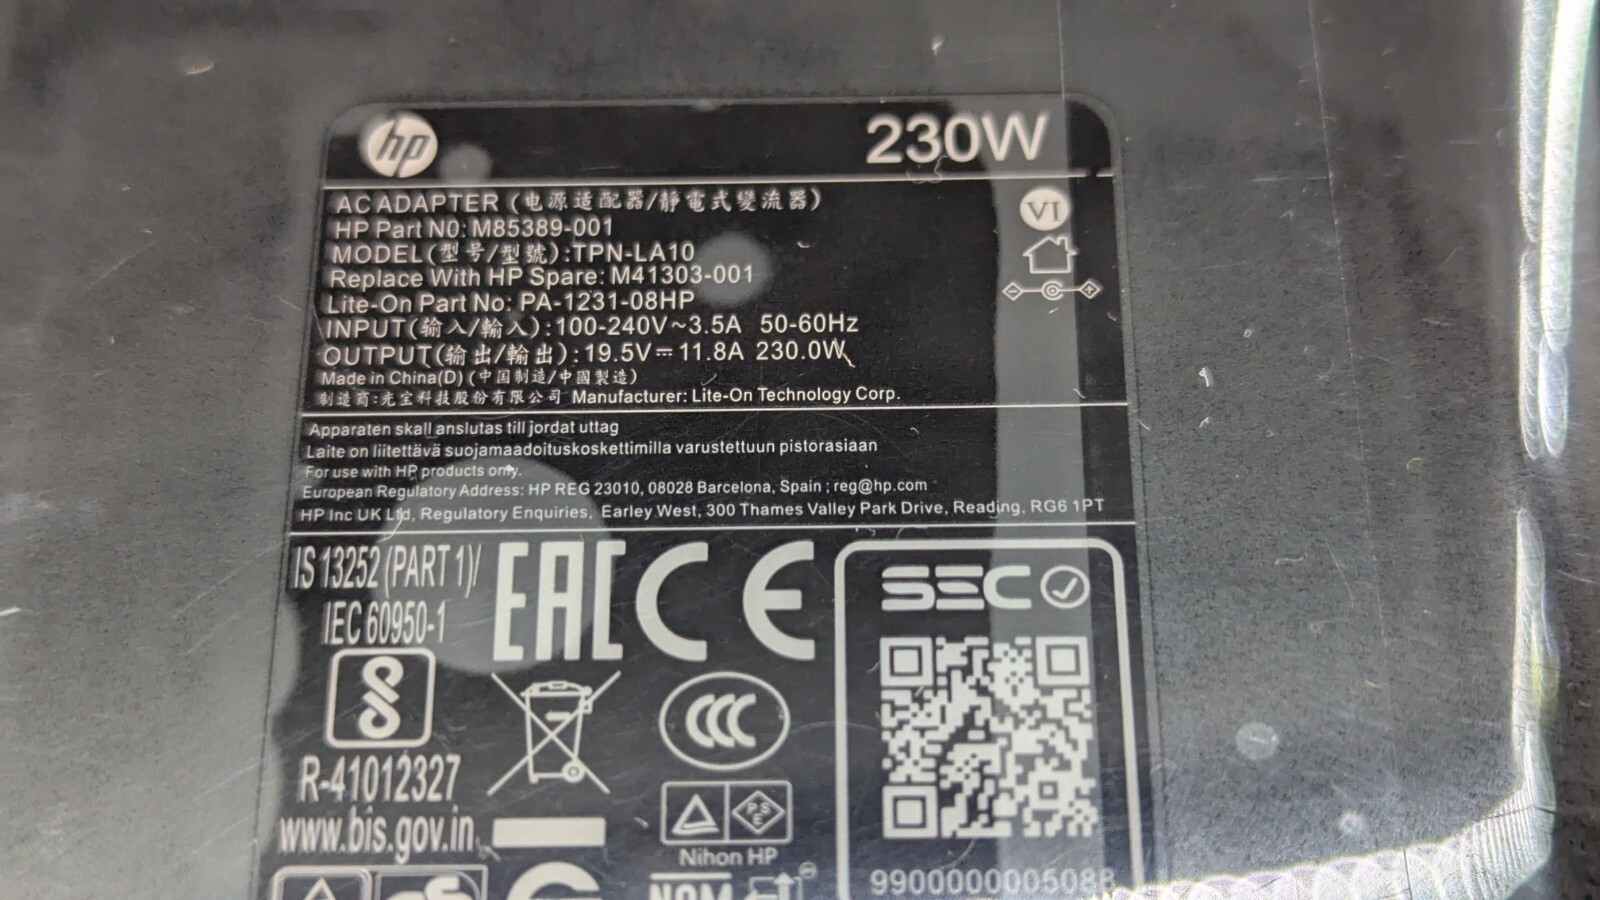 hp
230W
AC ADAPTER (电源适配器/靜電式變流器)
VI
HP Part N0: M85389-001
MODEL(型号/型號):TPN-LA10
Replace With HP Spare: M41303-001
Lite-On Part No: PA-1231-08HP
INPUT(输入/輸入):100-240V~3.5A 50-60Hz
OUTPUT(输出/輸出):19.5V⎓11.8A 230.0W
Made in China(D) (中国制造/中國製造)
制造商:光宝科技股份有限公司 Manufacturer: Lite-On Technology Corp.
Apparaten skall anslutas till jordat uttag
Laite on liitettävä suojamaadoituskoskettimilla varustettuun pistorasiaan
For use with HP products only.
European Regulatory Address: HP REG 23010, 08028 Barcelona, Spain ; reg@hp.com
HP Inc UK Ltd, Regulatory Enquiries, Earley West, 300 Thames Valley Park Drive, Reading, RG6 1PT
IS 13252 (PART 1)/
IEC 60950-1
EAC CE
SEC
R-41012327
www.bis.gov.in
CCC
PSE
Nihon HP
NOM
9900000005088